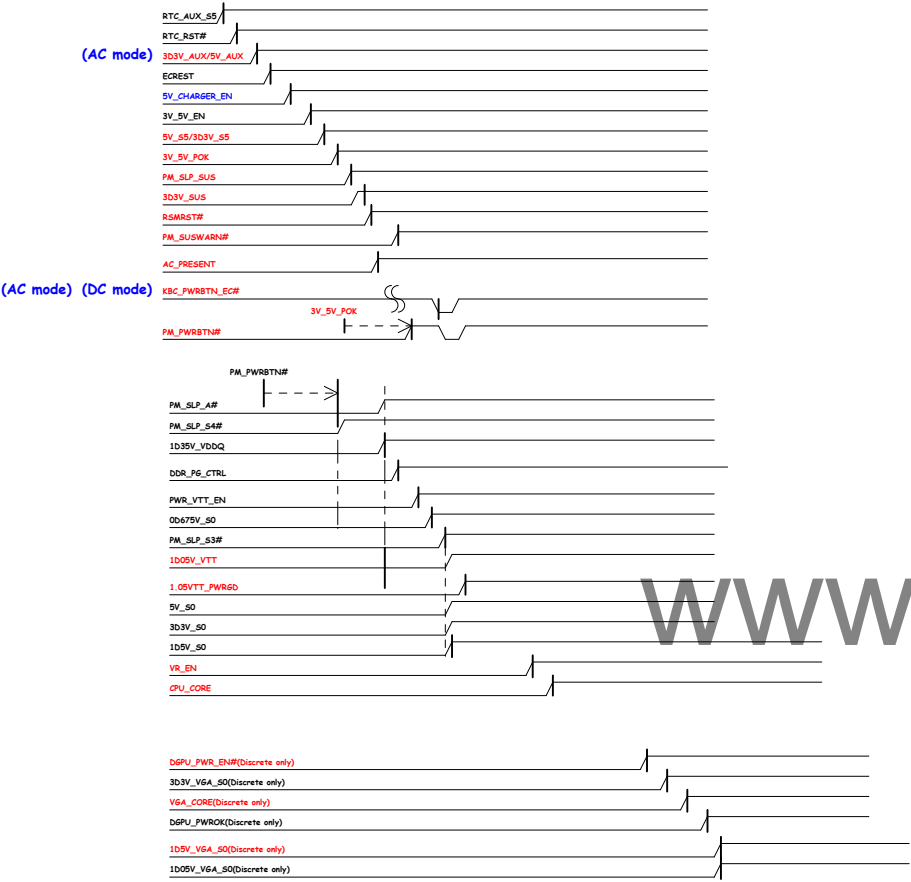 RTC_AUX_S5
RTC_RST#
(AC mode) 3D3V_AUX/5V_AUX
ECREST
5V_CHARGER_EN
3V_5V_EN
5V_S5/3D3V_S5
3V_5V_POK
PM_SLP_SUS
3D3V_SUS
RSMRST#
PM_SUSWARN#
AC_PRESENT
(AC mode) (DC mode) KBC_PWRBTN_EC#
3V_5V_POK
PM_PWRBTN#
PM_PWRBTN#
PM_SLP_A#
PM_SLP_S4#
1D35V_VDDQ
DDR_PG_CTRL
PWR_VTT_EN
0D675V_S0
PM_SLP_S3#
1D05V_VTT
1.05VTT_PWRGD
5V_S0
3D3V_S0
1D5V_S0
www
VR_EN
CPU_CORE
DGPU_PWR_EN#(Discrete only)
3D3V_VGA_S0(Discrete only)
VGA_CORE(Discrete only)
DGPU_PWROK(Discrete only)
1D5V_VGA_S0(Discrete only)
1D05V_VGA_S0(Discrete only)